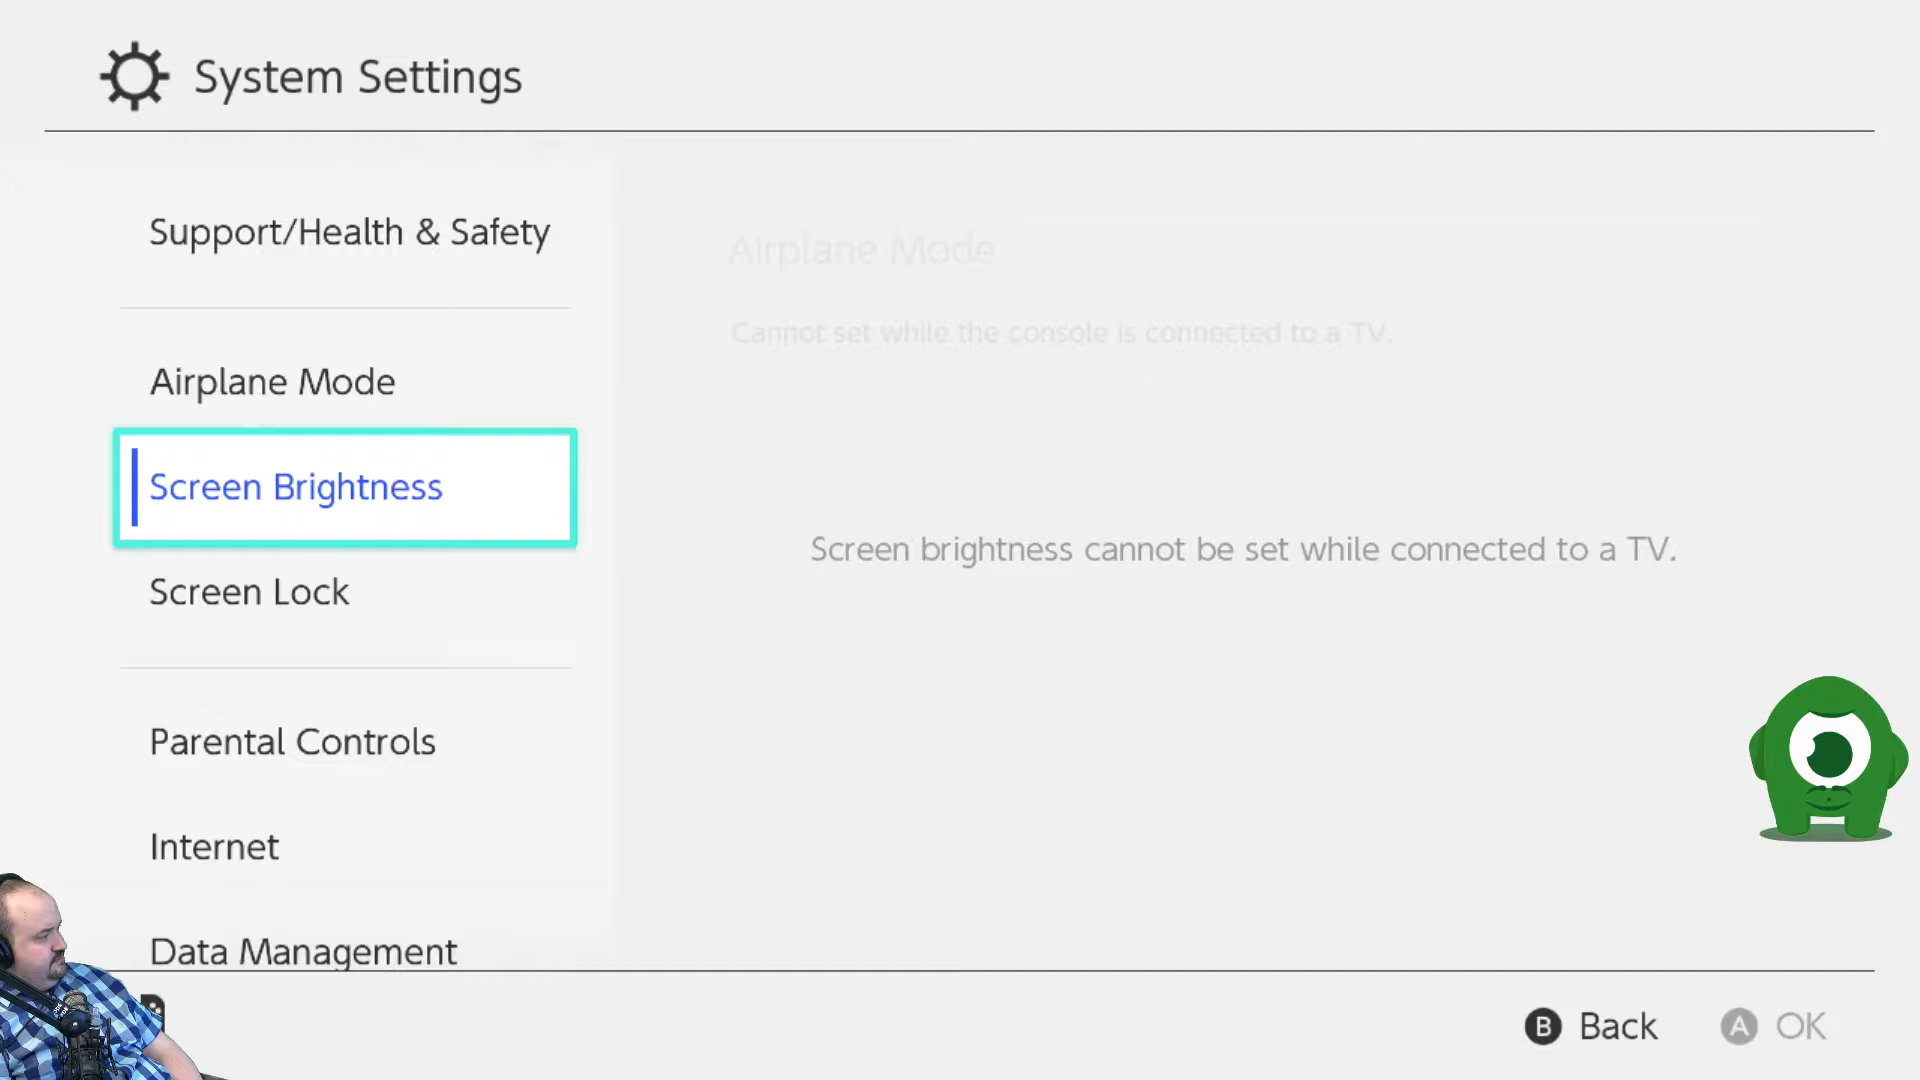 System Settings
Support/Health & Safety
Airplane Mode
Screen Brightness
Screen Lock
Parental Controls
Internet
Data Management
Airplane Mode
Cannot set while the console is connected to a TV.
Screen brightness cannot be set while connected to a TV.
B Back
A OK